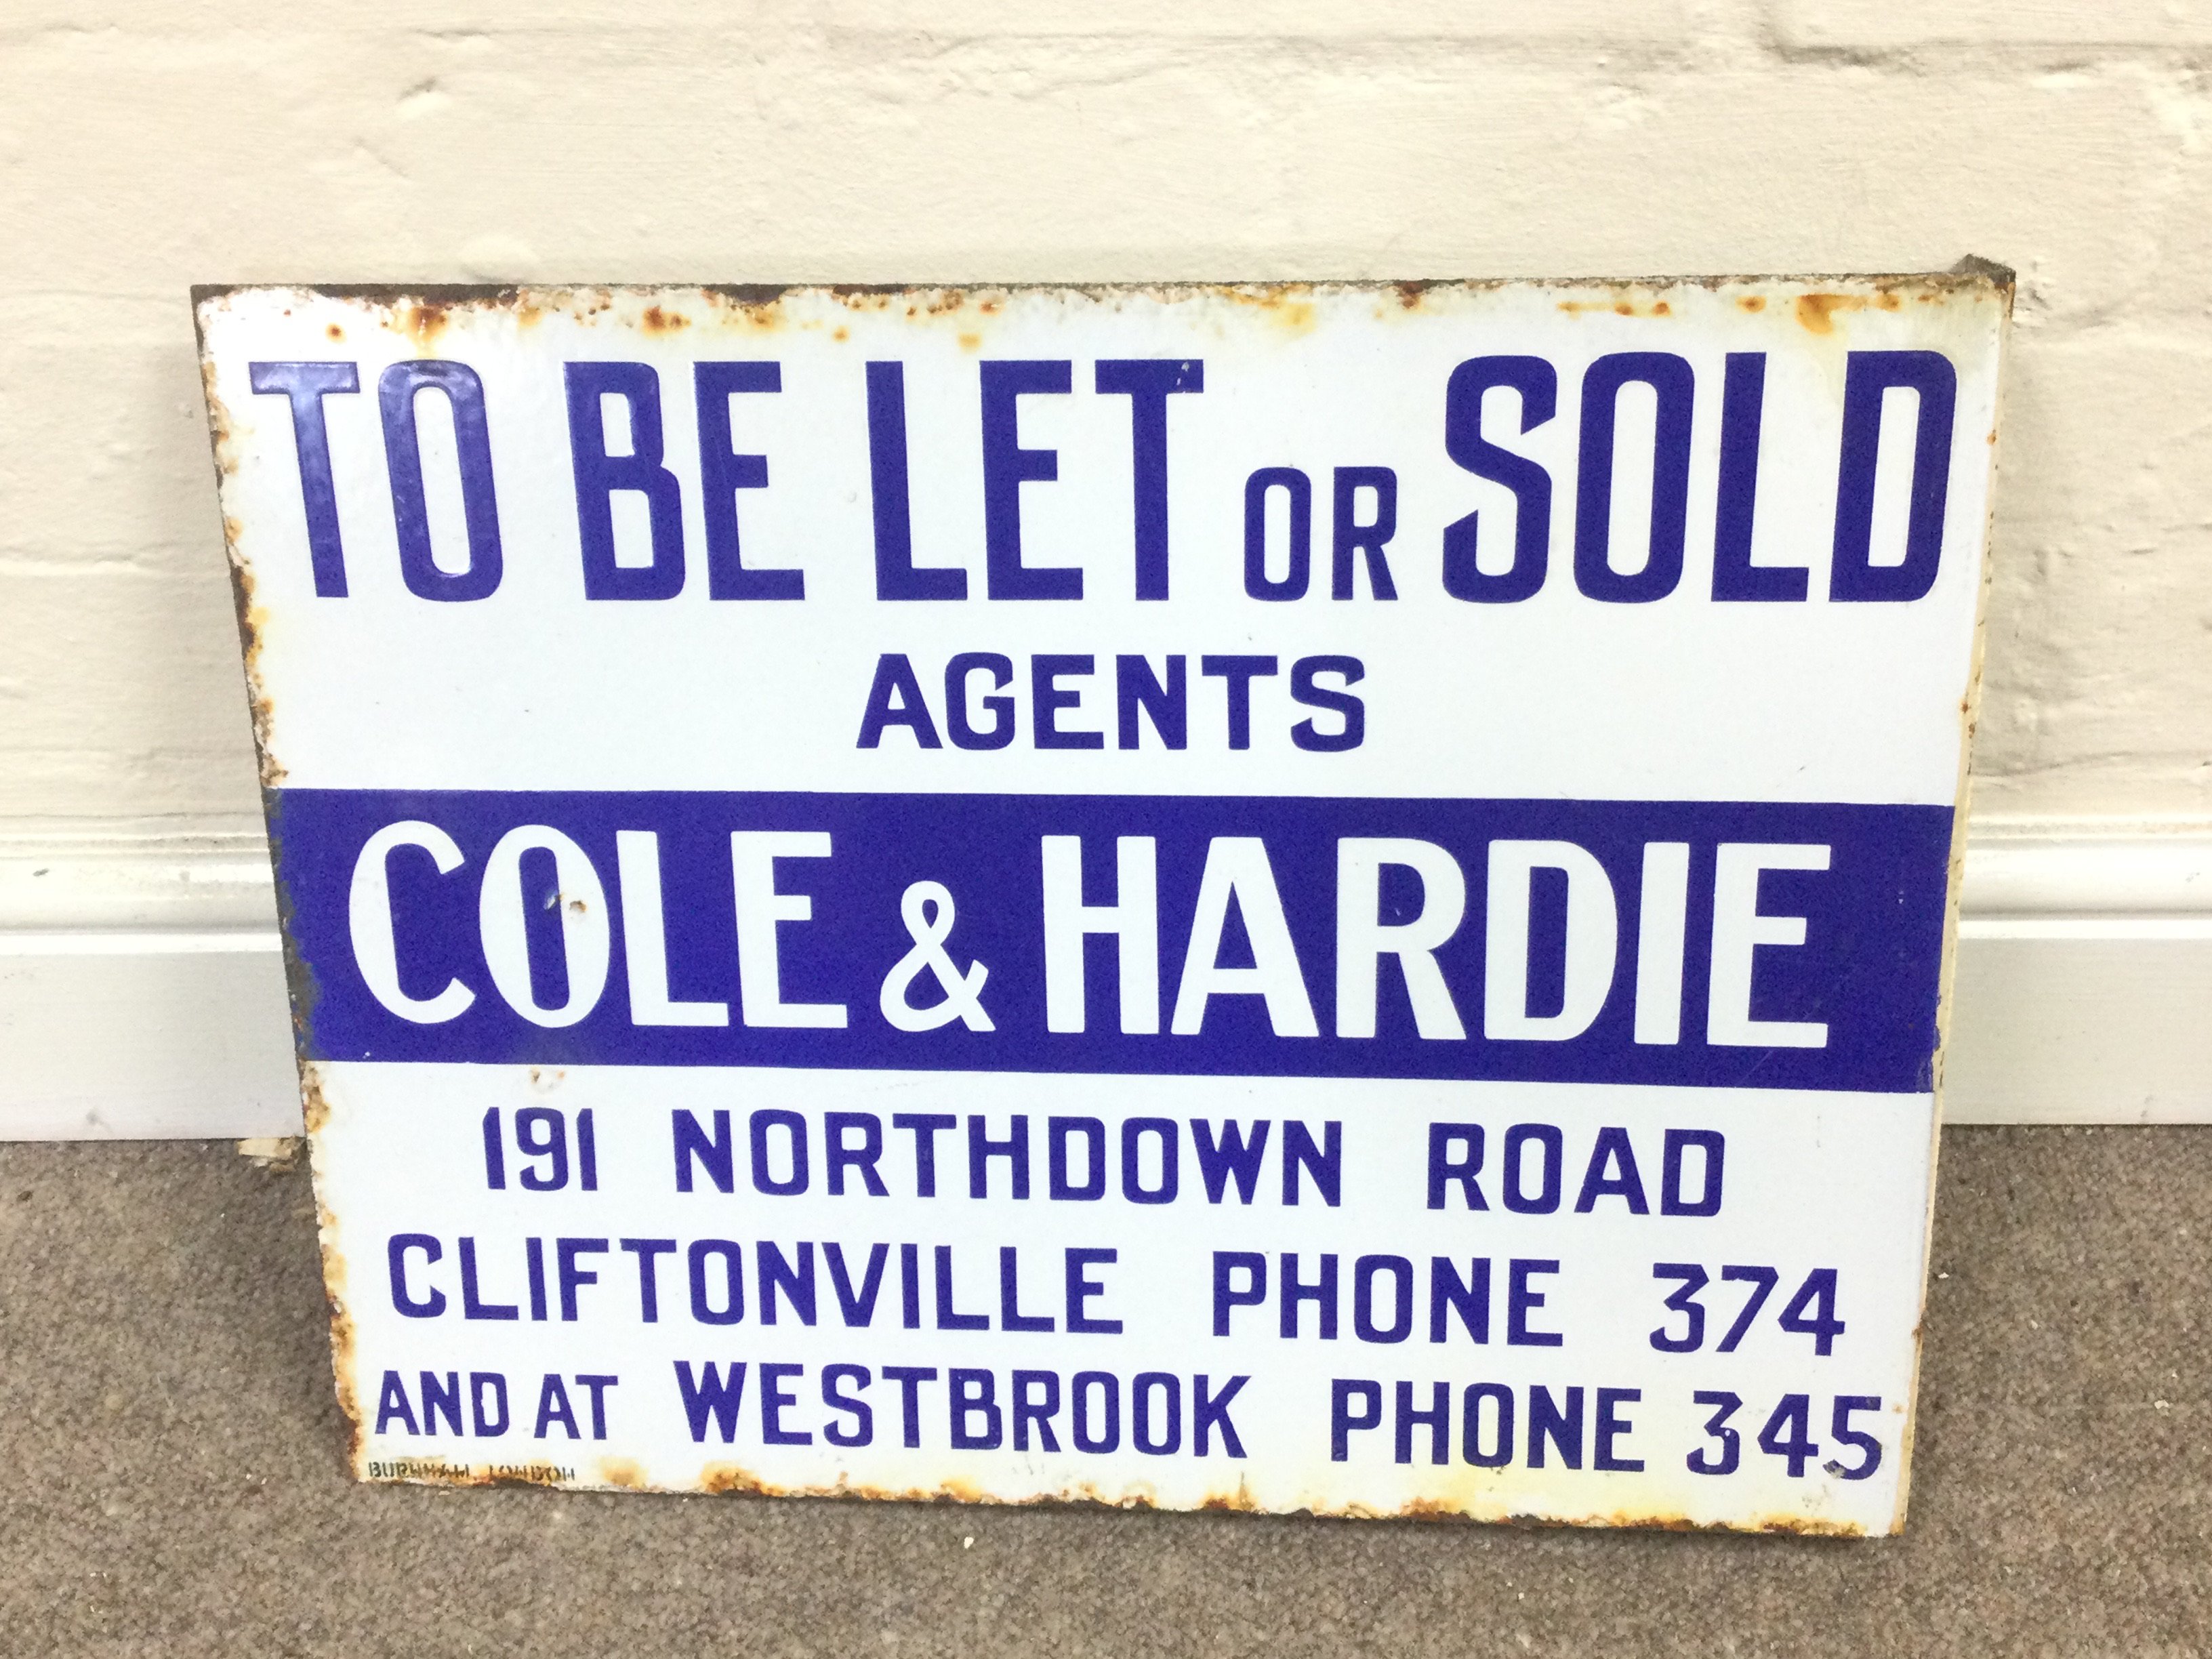 TO BE LET OR SOLD
AGENTS
COLE & HARDIE
191 NORTHDOWN ROAD
CLIFTONVILLE PHONE 374
AND AT WESTBROOK PHONE 345